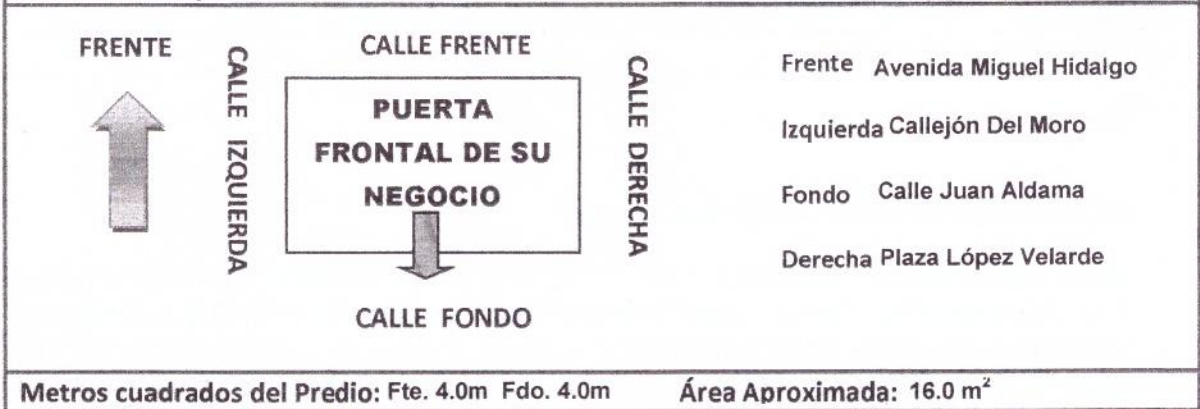 FRENTE
CALLE IZQUIERDA
CALLE FRENTE
PUERTA
FRONTAL DE SU
NEGOCIO
CALLE DERECHA
CALLE FONDO
Frente Avenida Miguel Hidalgo
Izquierda Callejón Del Moro
Fondo Calle Juan Aldama
Derecha Plaza López Velarde
Metros cuadrados del Predio: Fte. 4.0m Fdo. 4.0m Área Aproximada: 16.0 m²